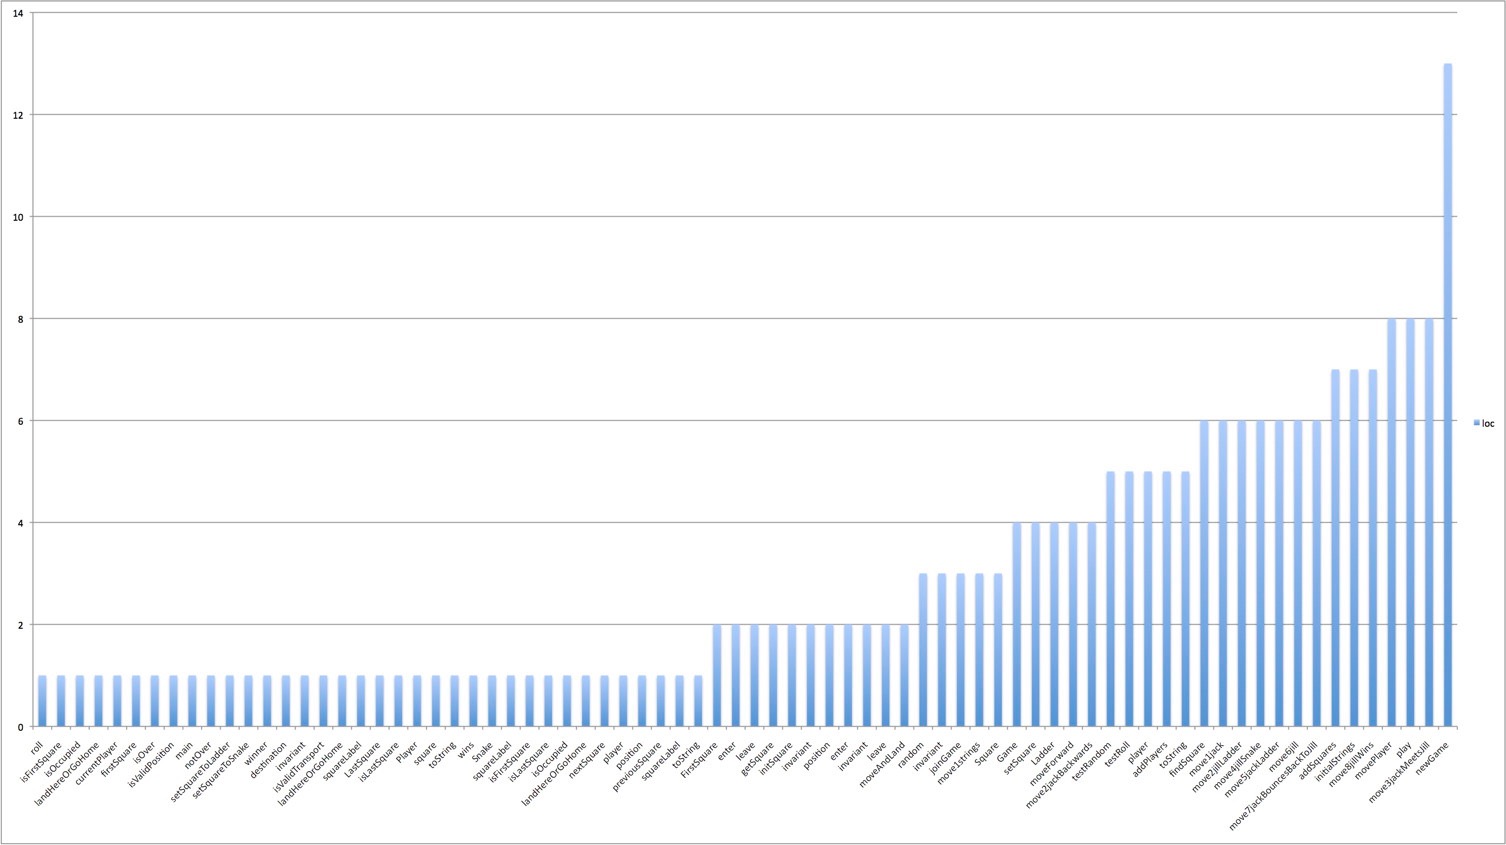 14
12
10
8
6
4
2
0
roll
isFirstSquare
isOccupied
landHereOrGoHome
currentPlayer
firstSquare
isOver
isValidPosition
main
notOver
setSquareToLadder
setSquareToSnake
winner
destination
invariant
isValidTransport
landHereOrGoHome
squareLabel
LastSquare
isLastSquare
Player
square
toString
wins
Snake
squareLabel
isFirstSquare
isLastSquare
isOccupied
landHereOrGoHome
nextSquare
player
position
previousSquare
squareLabel
toString
FirstSquare
enter
leave
getSquare
initSquare
invariant
position
enter
invariant
leave
moveAndLand
random
invariant
joinGame
move1strings
Square
Game
setSquare
Ladder
moveForward
move2jackBackwards
testRandom
testRoll
player
addPlayers
toString
findSquare
move1jack
move2jillLadder
move4jillSnake
move5jackLadder
move6jill
move7jackBouncesBackToJill
addSquares
initialStrings
move8jillWins
movePlayer
play
move3jackMeetsJill
newGame
loc